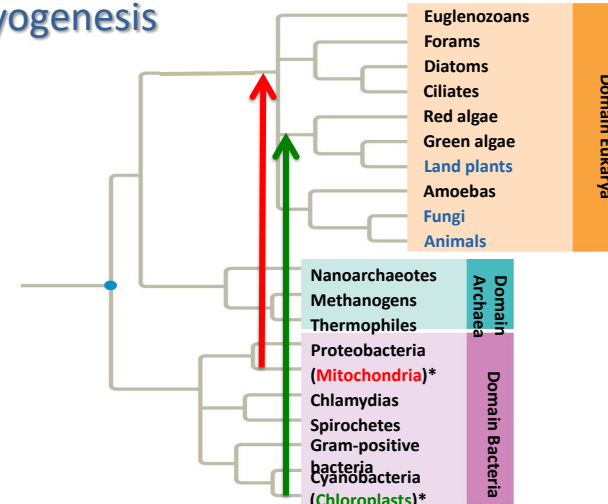 yogenesis
Euglenozoans
Forams
Diatoms
Ciliates
Red algae
Green algae
Land plants
Amoebas
Fungi
Animals
Domain Eukarya
Nanoarchaeotes
Methanogens
Thermophiles
Domain
Archaea
Proteobacteria
(Mitochondria)*
Chlamydias
Spirochetes
Gram-positive
bacteria
Cyanobacteria
(Chloroplasts)*
Domain Bacteria